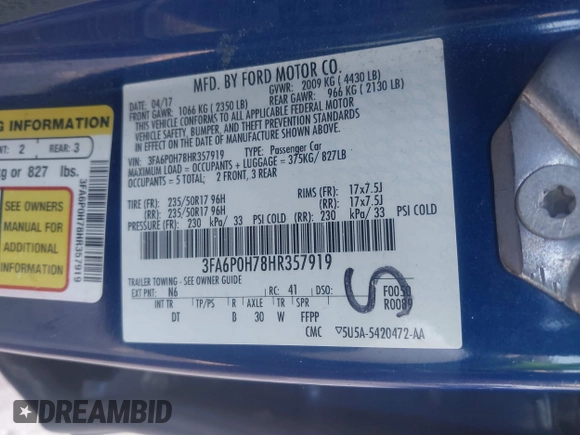 MFD. BY FORD MOTOR CO.
DATE: 04/17 GVWR: 2009 KG ( 4430 LB)
FRONT GAWR: 1066 KG ( 2350 LB) REAR GAWR: 966 KG ( 2130 LB)
THIS VEHICLE CONFORMS TO ALL APPLICABLE FEDERAL MOTOR
VEHICLE SAFETY, BUMPER, AND THEFT PREVENTION STANDARDS
IN EFFECT ON THE DATE OF MANUFACTURE SHOWN ABOVE.
VIN: 3FA6P0H78HR357919 TYPE: Passenger Car
MAXIMUM LOAD = OCCUPANTS + LUGGAGE = 375KG/ 827LB
OCCUPANTS = 5 TOTAL; 2 FRONT, 3 REAR
TIRE (FR): 235/50R17 96H RIMS (FR): 17x7.5J
(RR): 235/50R17 96H (RR): 17x7.5J
PRESSURE (FR): 230 kPa/ 33 PSI COLD (RR): 230 kPa/ 33 PSI COLD
3FA6P0H78HR357919
TRAILER TOWING - SEE OWNER GUIDE
EXT PNT: N6 RC: 41 DSO: F0050
R0089
INT TR TP/PS R AXLE TR SPR
DT B 30 W FFPP
CMC 5U5A-5420472-AA
S
G INFORMATION
NT: 2 REAR: 3
kg or 827 lbs.
SEE OWNERS
MANUAL FOR
ADDITIONAL
INFORMATION
3FA6P0H78HR357919
DREAMBID